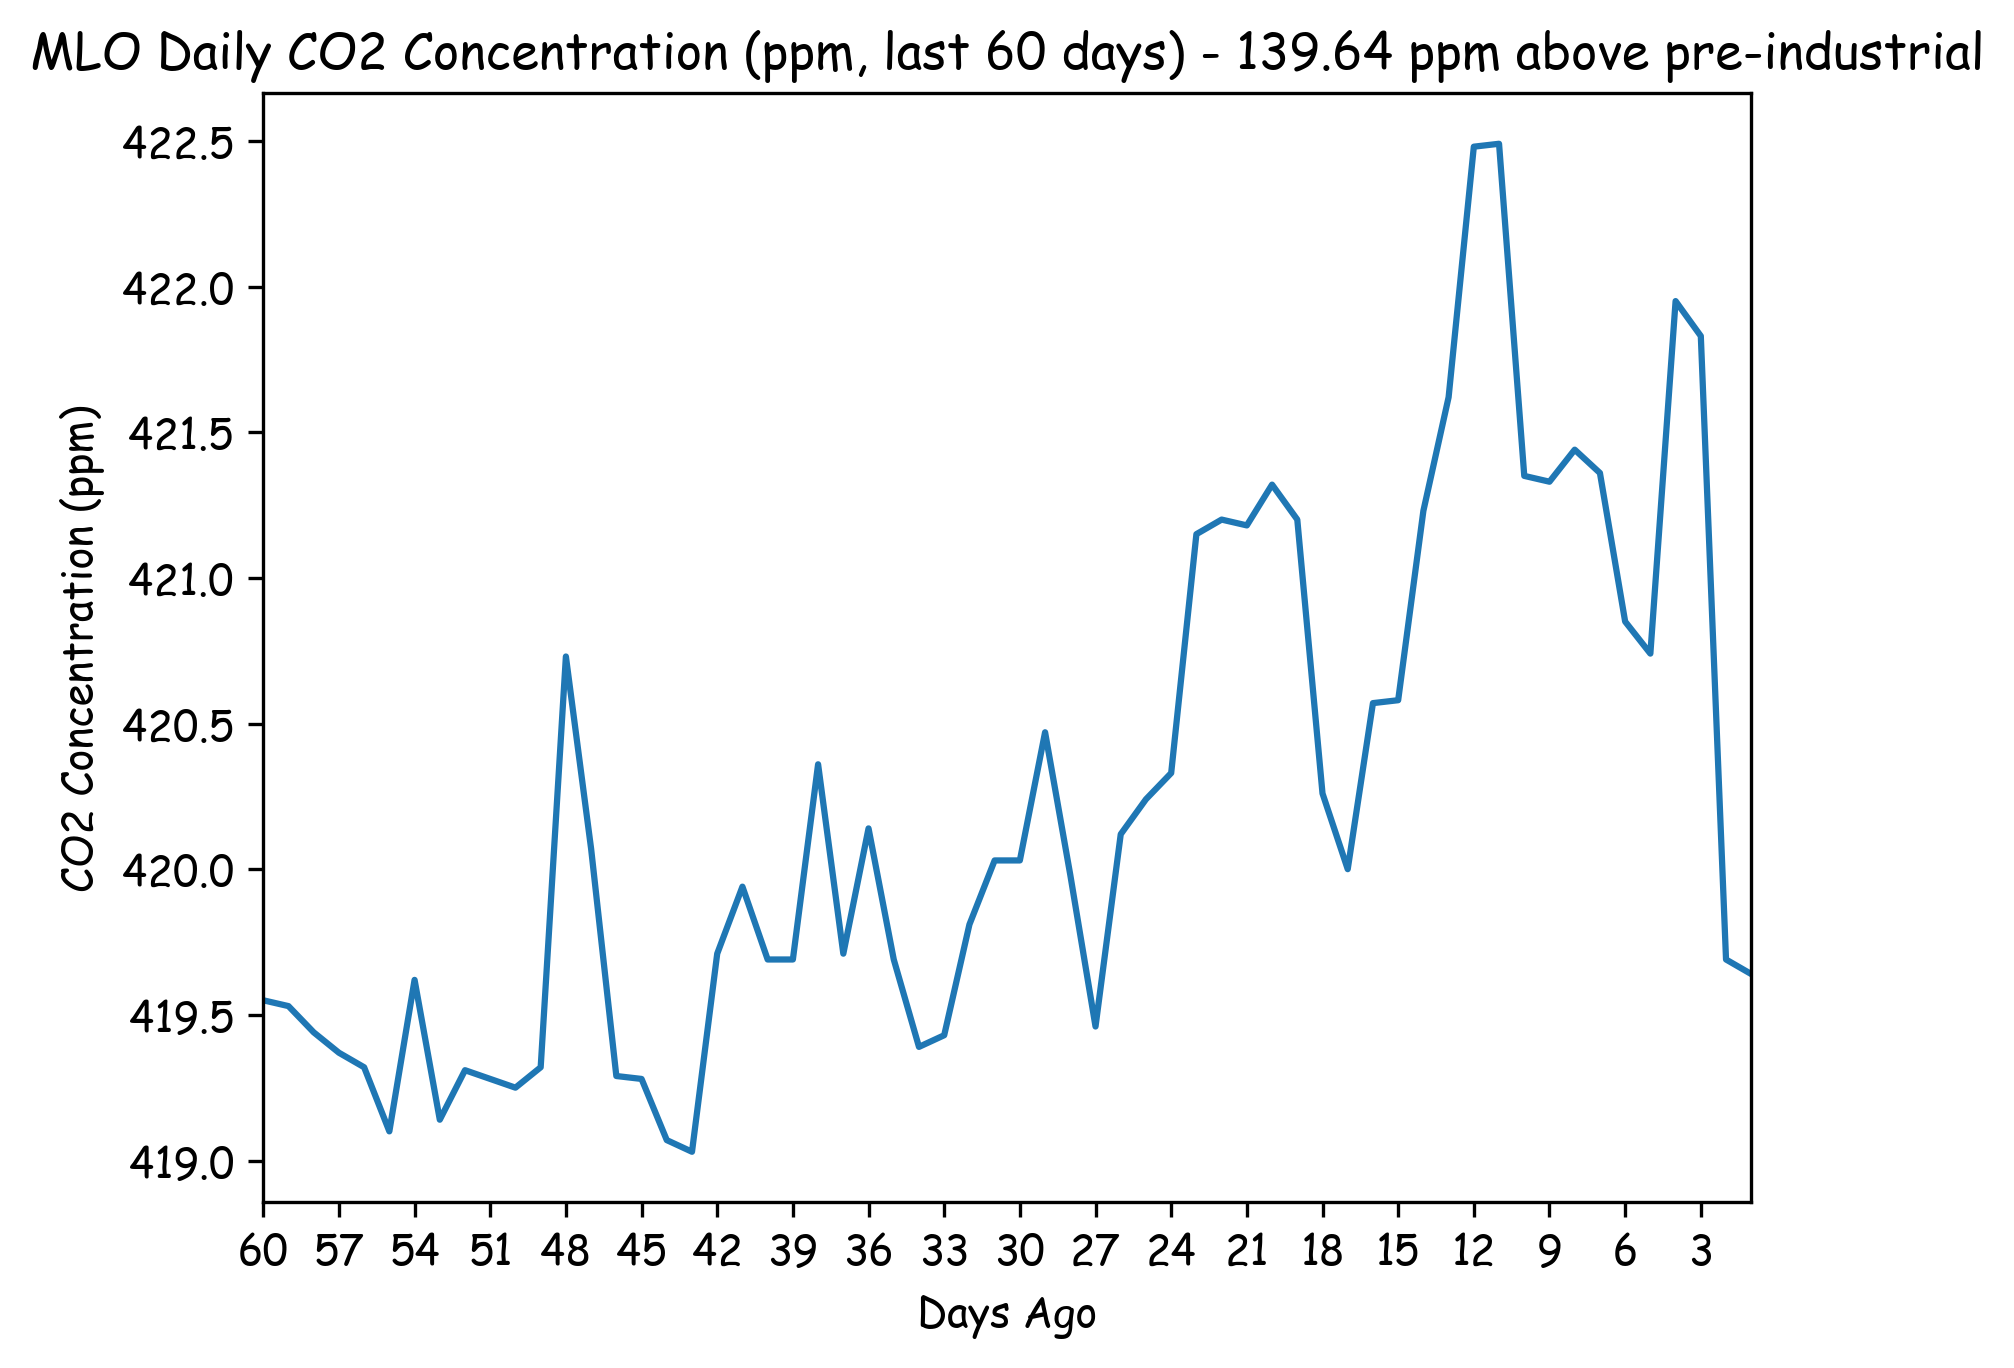 MLO Daily CO2 Concentration (ppm, last 60 days) - 139.64 ppm above pre-industrial
422.5
422.0
421.5
421.0
420.5
420.0
419.5
419.0
CO2 Concentration (ppm)
60 57 54 51 48 45 42 39 36 33 30 27 24 21 18 15 12 9 6 3
Days Ago